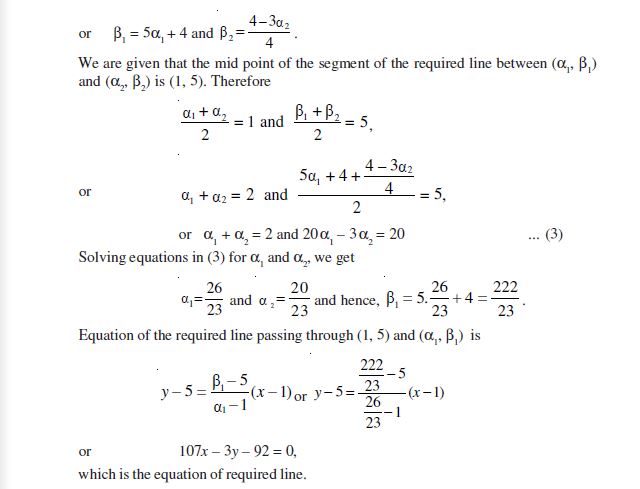 or β₁ = 5α₁ + 4 and β₂ = (4–3α₂)/4 .
We are given that the mid point of the segment of the required line between (α₁, β₁)
and (α₂, β₂) is (1, 5). Therefore
(α₁ + α₂)/2 = 1 and (β₁ + β₂)/2 = 5,
or α₁ + α₂ = 2 and (5α₁ + 4 + (4 – 3α₂)/4)/2 = 5,
or α₁ + α₂ = 2 and 20α₁ – 3α₂ = 20 ... (3)
Solving equations in (3) for α₁ and α₂, we get
α₁ = 26/23 and α₂ = 20/23 and hence, β₁ = 5. 26/23 + 4 = 222/23 .
Equation of the required line passing through (1, 5) and (α₁, β₁) is
y – 5 = (β₁ – 5)/(α₁ – 1) (x – 1) or y – 5 = (222/23 – 5)/(26/23 – 1) (x – 1)
or 107x – 3y – 92 = 0,
which is the equation of required line.